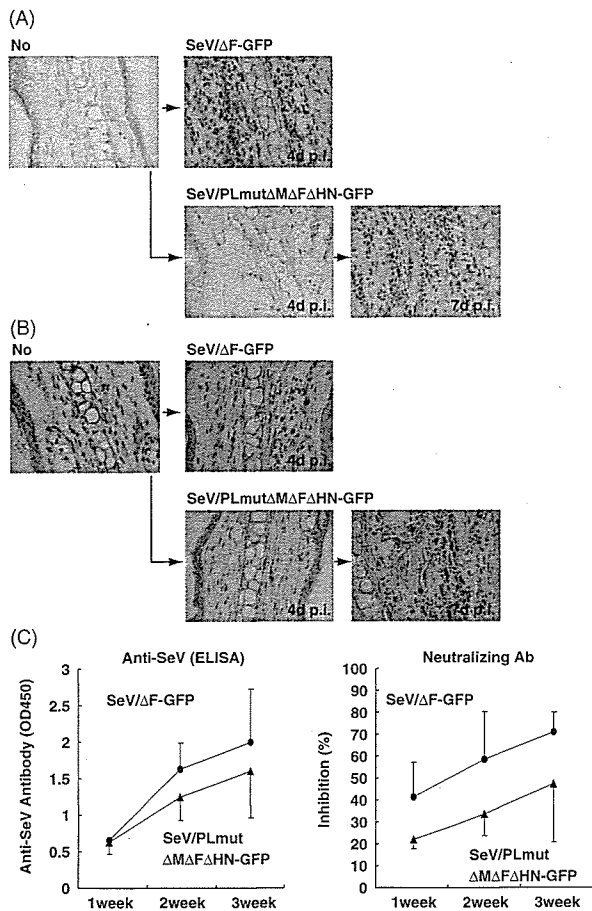 (A)
No
SeV/ΔF-GFP
4d p.i.
SeV/PLmutΔMΔFΔHN-GFP
4d p.i.
7d p.i.
(B)
No
SeV/ΔF-GFP
4d p.i.
SeV/PLmutΔMΔFΔHN-GFP
4d p.i.
7d p.i.
(C)
Anti-SeV (ELISA)
Anti-SeV Antibody (OD450)
3
2.5
2
1.5
1
0.5
0
SeV/ΔF-GFP
SeV/PLmut
ΔMΔFΔHN-GFP
1week 2week 3week
Neutralizing Ab
Inhibition (%)
100
90
80
70
60
50
40
30
20
10
0
SeV/ΔF-GFP
SeV/PLmut
ΔMΔFΔHN-GFP
1week 2week 3week